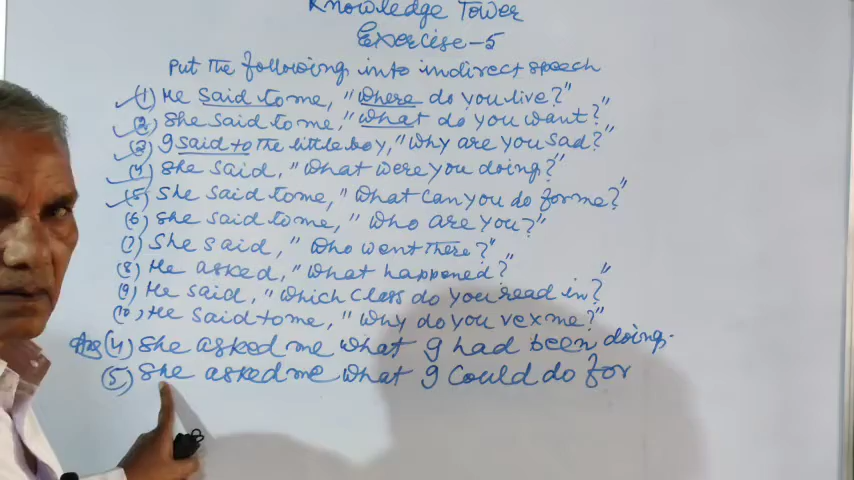 Knowledge Tower
Exercise-5
Put the following into indirect speech
(1) He said to me, "where do you live?"
(2) She said to me, "what do you want?"
(3) I said to the little boy, "why are you sad?"
(4) She said, "what were you doing?"
(5) She said to me, "what can you do for me?"
(6) She said to me, "who are you?"
(7) She said, "who went there?"
(8) He asked, "what happened?"
(9) He said, "which class do you read in?"
(10) He said to me, "why do you vex me?"
Ans (4) She asked me what I had been doing.
(5) She asked me what I could do for